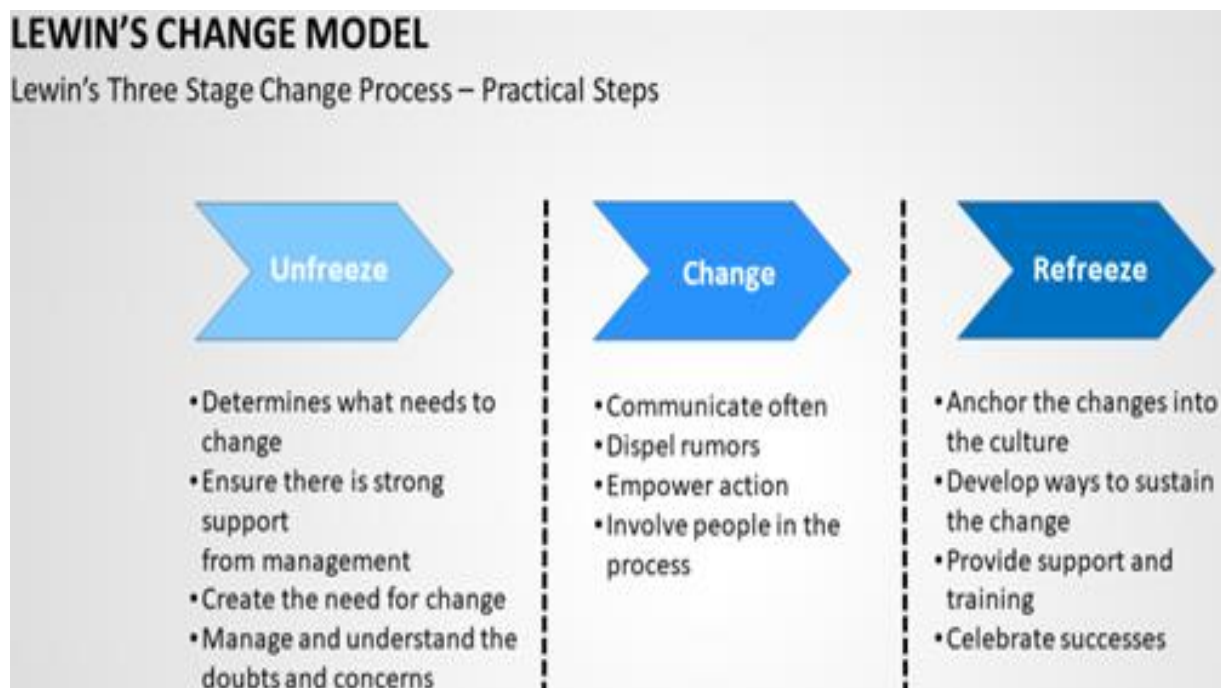 LEWIN'S CHANGE MODEL
Lewin's Three Stage Change Process – Practical Steps
Unfreeze
•Determines what needs to
change
•Ensure there is strong
support
from management
•Create the need for change
•Manage and understand the
doubts and concerns
Change
•Communicate often
•Dispel rumors
•Empower action
•Involve people in the
process
Refreeze
•Anchor the changes into
the culture
•Develop ways to sustain
the change
•Provide support and
training
•Celebrate successes